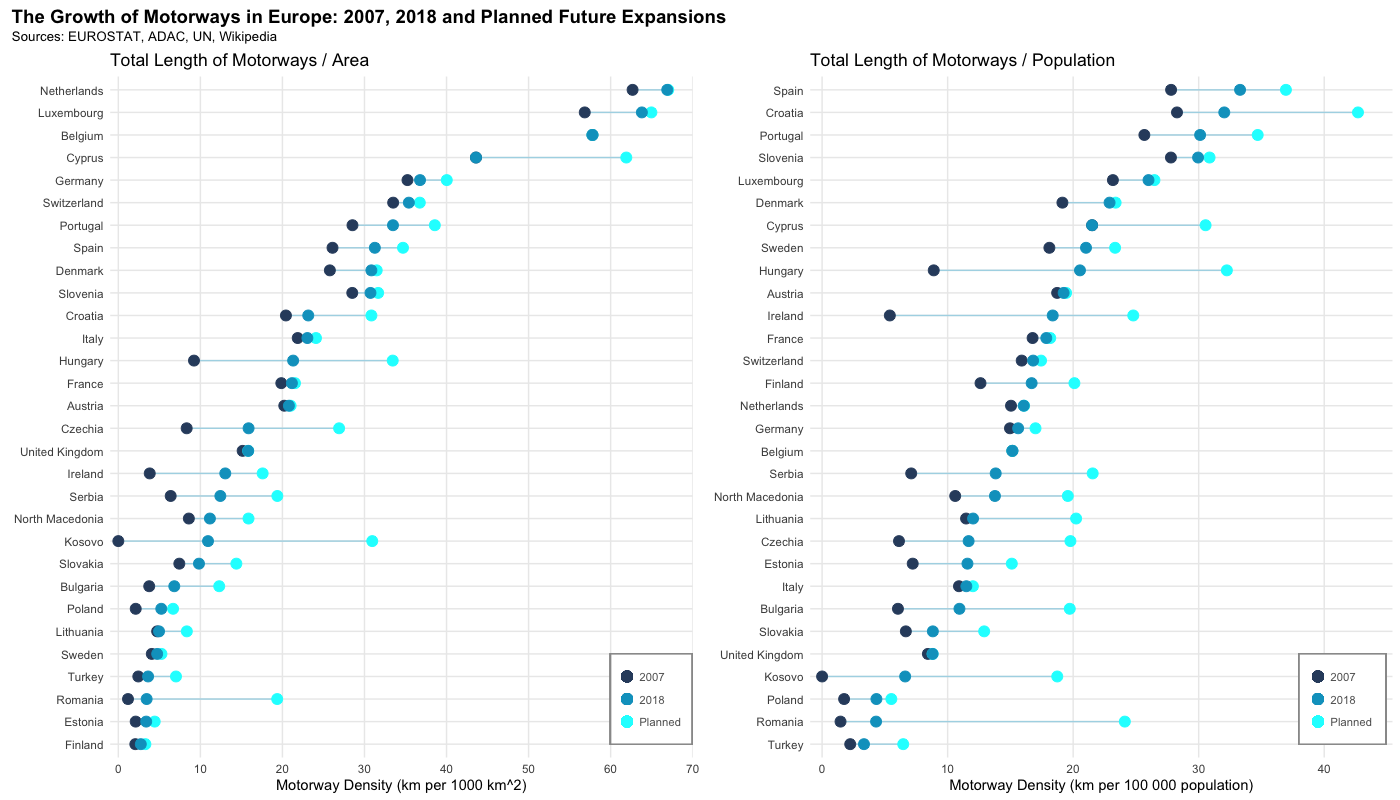 The Growth of Motorways in Europe: 2007, 2018 and Planned Future Expansions
Sources: EUROSTAT, ADAC, UN, Wikipedia
Total Length of Motorways / Area
Netherlands
Luxembourg
Belgium
Cyprus
Germany
Switzerland
Portugal
Spain
Denmark
Slovenia
Croatia
Italy
Hungary
France
Austria
Czechia
United Kingdom
Ireland
Serbia
North Macedonia
Kosovo
Slovakia
Bulgaria
Poland
Lithuania
Sweden
Turkey
Romania
Estonia
Finland
2007
2018
Planned
0 10 20 30 40 50 60 70
Motorway Density (km per 1000 km^2)
Total Length of Motorways / Population
Spain
Croatia
Portugal
Slovenia
Luxembourg
Denmark
Cyprus
Sweden
Hungary
Austria
Ireland
France
Switzerland
Finland
Netherlands
Germany
Belgium
Serbia
North Macedonia
Lithuania
Czechia
Estonia
Italy
Bulgaria
Slovakia
United Kingdom
Kosovo
Poland
Romania
Turkey
2007
2018
Planned
0 10 20 30 40
Motorway Density (km per 100 000 population)